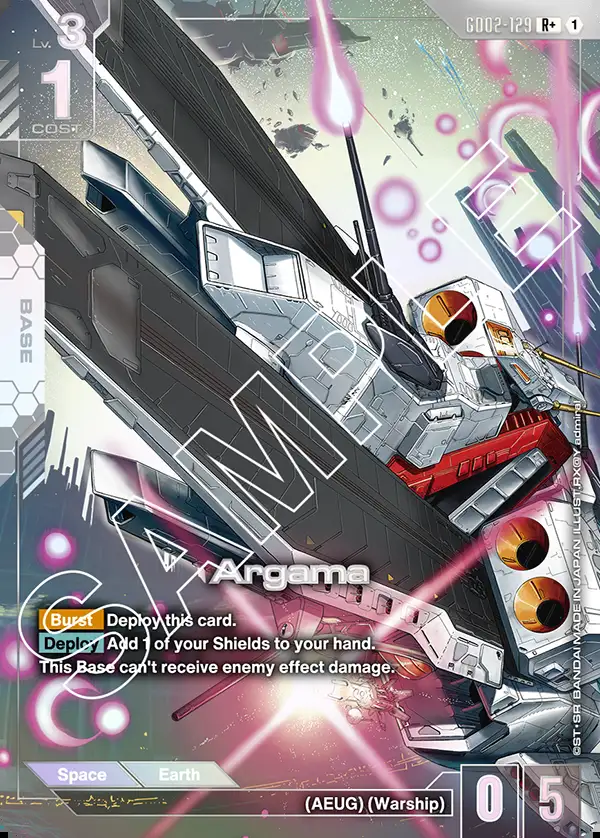 GD02-129 R+ 1
Lv. 3
1
COST
BASE
SAMPLE
Argama
Burst Deploy this card.
Deploy Add 1 of your Shields to your hand.
This Base can't receive enemy effect damage.
Space Earth
(AEUG) (Warship)
0 5
©ST·SR BANDAI MADE IN JAPAN ILLUST.RX@Y admiral